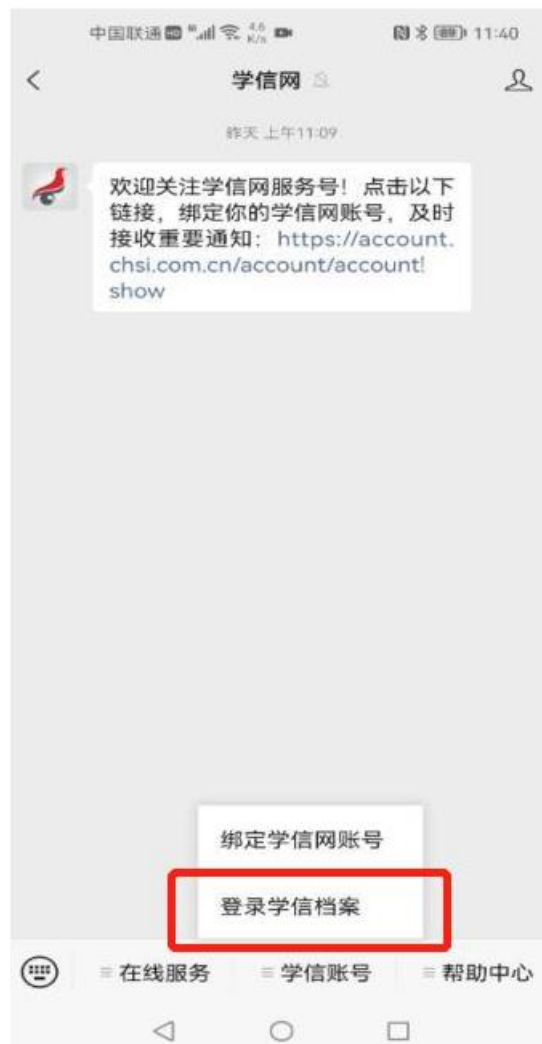 中国联通 HD 4.6 K/s 11:40
学信网
昨天 上午11:09
欢迎关注学信网服务号！点击以下
链接，绑定你的学信网账号，及时
接收重要通知：https://account.
chsi.com.cn/account/account!
show
绑定学信网账号
登录学信档案
在线服务 学信账号 帮助中心